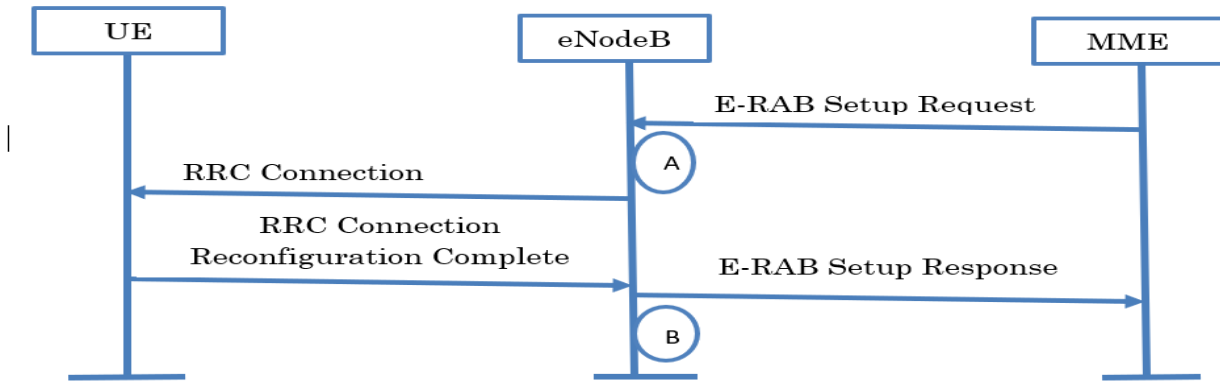 UE
eNodeB
MME
E-RAB Setup Request
A
RRC Connection
RRC Connection
Reconfiguration Complete
E-RAB Setup Response
B